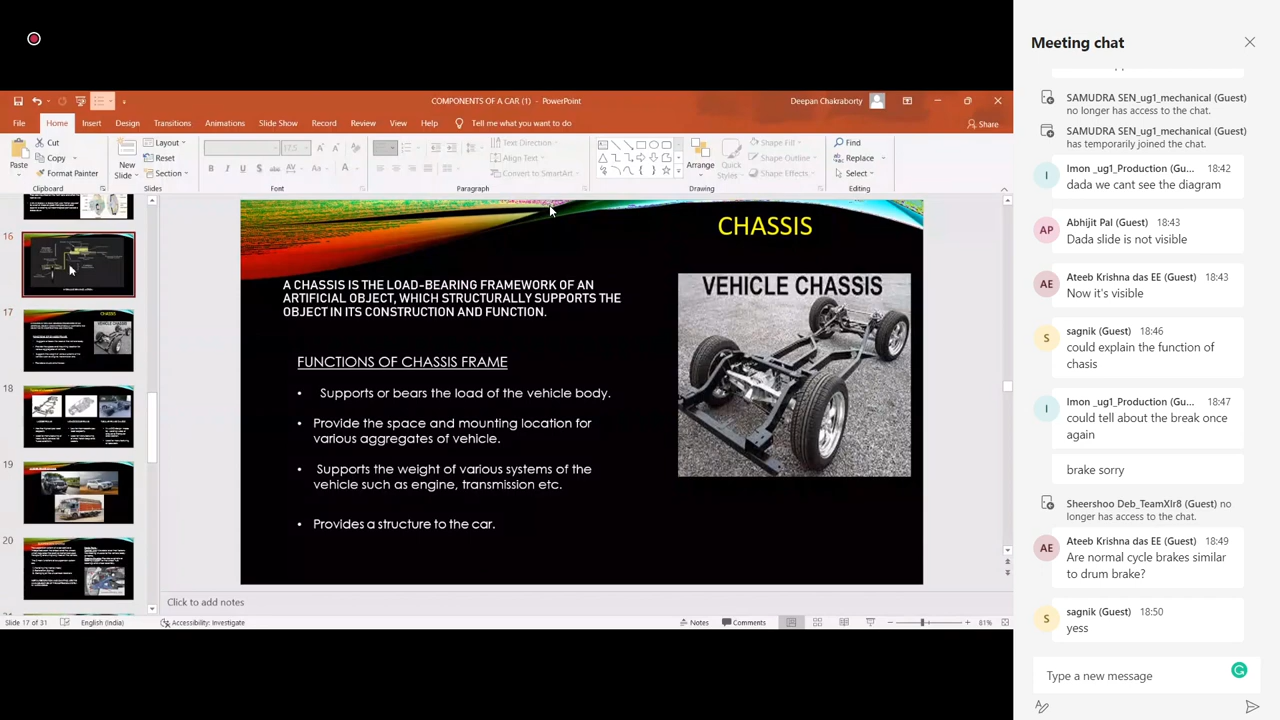 Meeting chat
SAMUDRA SEN_ug1_mechanical (Guest)
no longer has access to the chat.
SAMUDRA SEN_ug1_mechanical (Guest)
has temporarily joined the chat.
I
Imon _ug1_Production (Gu... 18:42
dada we cant see the diagram
AP
Abhijit Pal (Guest) 18:43
Dada slide is not visible
AE
Ateeb Krishna das EE (Guest) 18:43
Now it's visible
S
sagnik (Guest) 18:46
could explain the function of
chasis
I
Imon _ug1_Production (Gu... 18:47
could tell about the break once
again
brake sorry
Sheershoo Deb_TeamXlr8 (Guest) no
longer has access to the chat.
AE
Ateeb Krishna das EE (Guest) 18:49
Are normal cycle brakes similar
to drum brake?
S
sagnik (Guest) 18:50
yess
Type a new message
COMPONENTS OF A CAR (1) - PowerPoint
Deepan Chakraborty
File Home Insert Design Transitions Animations Slide Show Record Review View Help Tell me what you want to do
Share
Paste
Cut
Copy
Format Painter
Clipboard
New
Slide
Layout
Reset
Section
Slides
17.5
Font
Text Direction
Align Text
Convert to SmartArt
Paragraph
Arrange
Quick
Styles
Shape Fill
Shape Outline
Shape Effects
Drawing
Find
Replace
Select
Editing
16
17
18
19
20
CHASSIS
A CHASSIS IS THE LOAD-BEARING FRAMEWORK OF AN
ARTIFICIAL OBJECT, WHICH STRUCTURALLY SUPPORTS THE
OBJECT IN ITS CONSTRUCTION AND FUNCTION.
FUNCTIONS OF CHASSIS FRAME
• Supports or bears the load of the vehicle body.
• Provide the space and mounting location for
various aggregates of vehicle.
• Supports the weight of various systems of the
vehicle such as engine, transmission etc.
• Provides a structure to the car.
VEHICLE CHASSIS
Click to add notes
Slide 17 of 31 English (India) Accessibility: Investigate
Notes Comments 81%